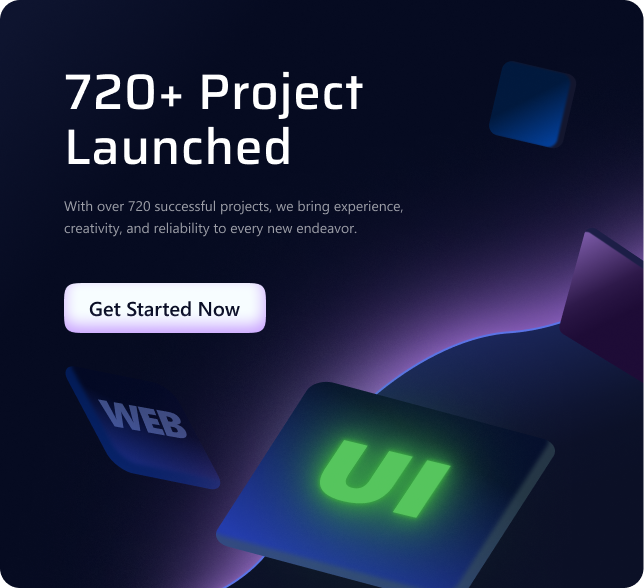 720+ Project
Launched
With over 720 successful projects, we bring experience,
creativity, and reliability to every new endeavor.
Get Started Now
WEB
UI